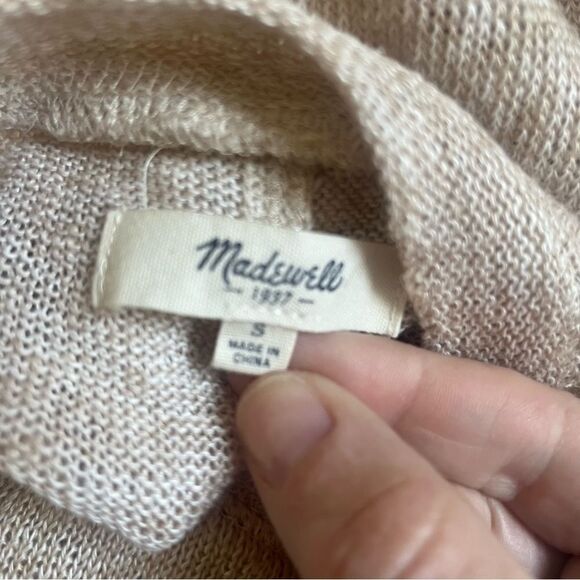 Madewell
— 1937 —
S
MADE IN
CHINA